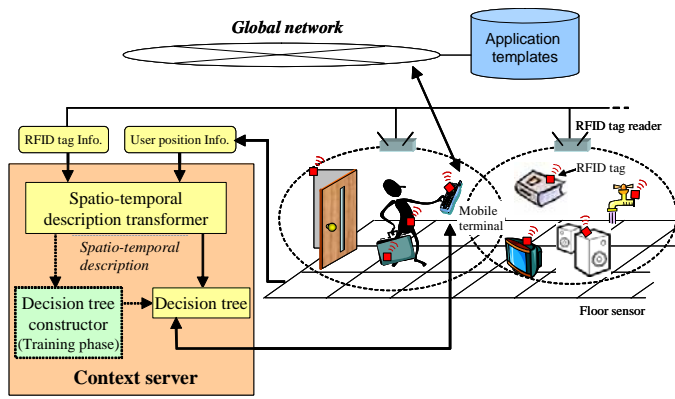 Global network
Application
templates
RFID tag Info.
User position Info.
RFID tag reader
RFID tag
Spatio-temporal
description transformer
Mobile
terminal
Spatio-temporal
description
Decision tree
constructor
(Training phase)
Decision tree
Floor sensor
Context server